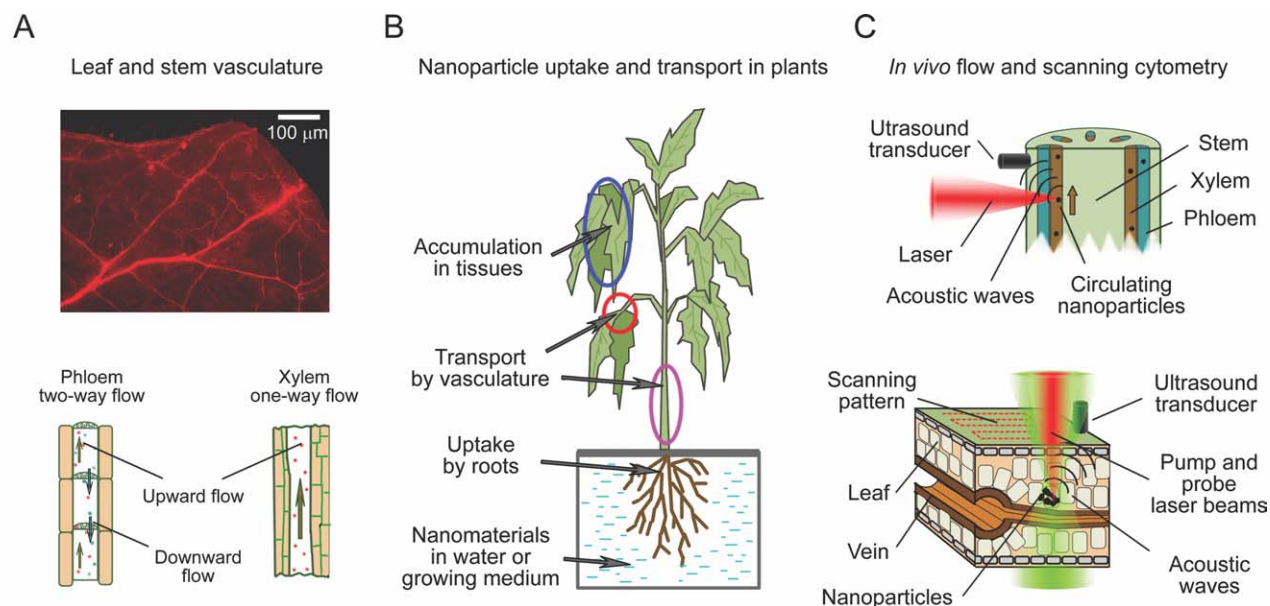 A
Leaf and stem vasculature
100 μm
Phloem
two-way flow
Xylem
one-way flow
Upward flow
Downward
flow
B
Nanoparticle uptake and transport in plants
Accumulation
in tissues
Transport
by vasculature
Uptake
by roots
Nanomaterials
in water or
growing medium
C
In vivo flow and scanning cytometry
Utrasound
transducer
Stem
Xylem
Phloem
Laser
Acoustic waves
Circulating
nanoparticles
Scanning
pattern
Ultrasound
transducer
Leaf
Pump and
probe
laser beams
Vein
Acoustic
waves
Nanoparticles